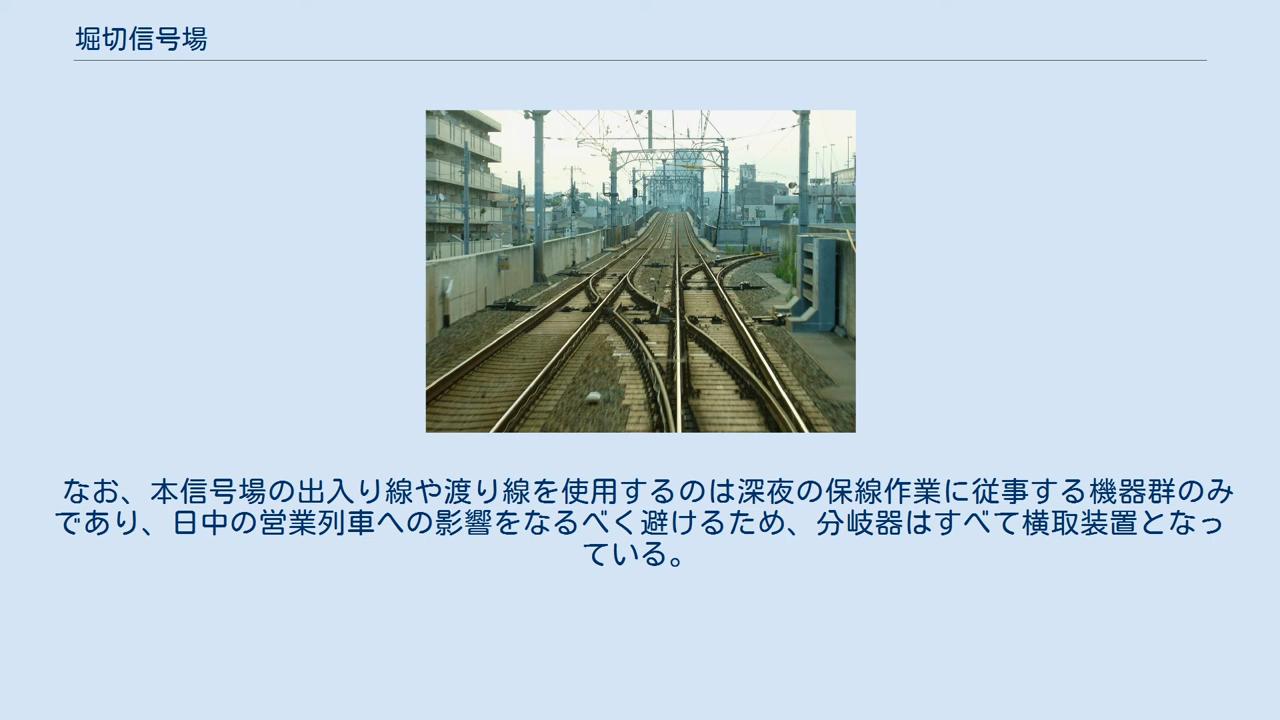 堀切信号場
なお、本信号場の出入り線や渡り線を使用するのは深夜の保線作業に従事する機器群のみ
であり、日中の営業列車への影響をなるべく避けるため、分岐器はすべて横取装置となっ
ている。